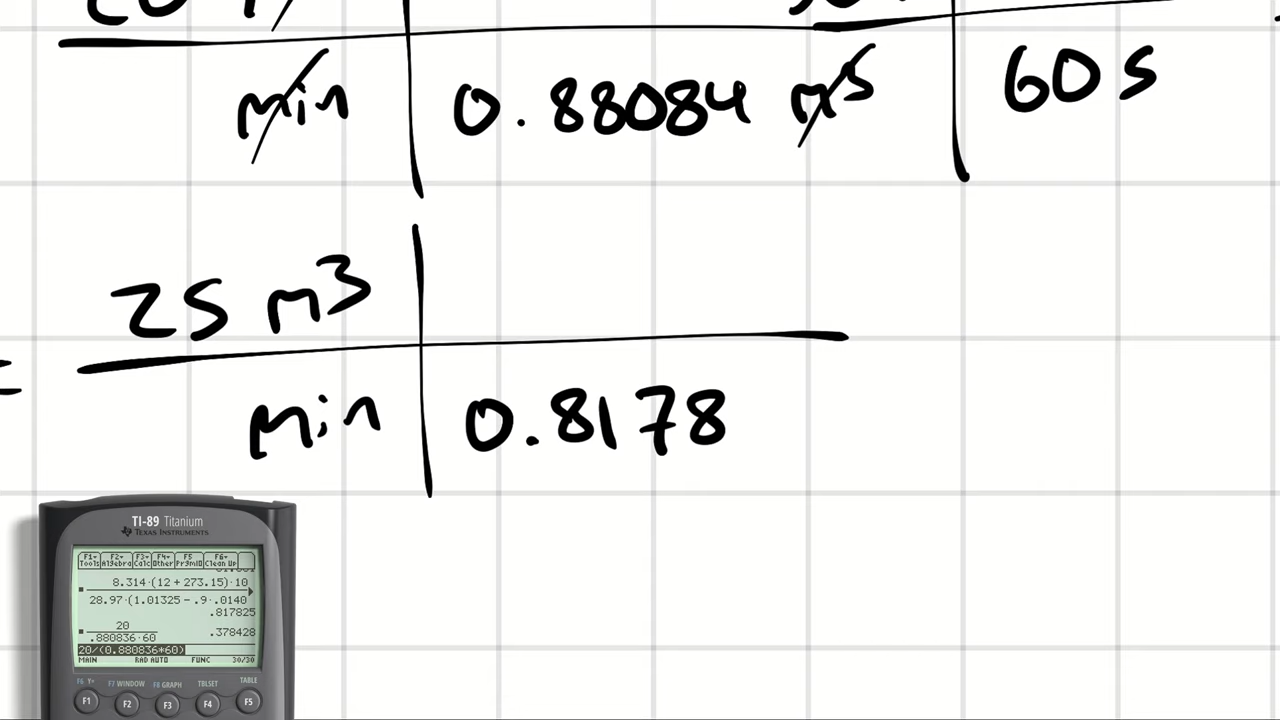 min 0.88084 m3 60 s
25 m3
=
min 0.8178
TI-89 Titanium
TEXAS INSTRUMENTS
F1 F2 F3 F4 F5 F6
Tools Algebra Calc Other PrgmIO Clean Up
8.314·(12 + 273.15)·10
28.97·(1.01325 - .9·.0140
.817825
20
.880836·60
.378428
20/(0.880836*60)
MAIN RAD AUTO FUNC 30/30
F6 Y= F7 WINDOW F8 GRAPH TBLSET TABLE
F1 F2 F3 F4 F5